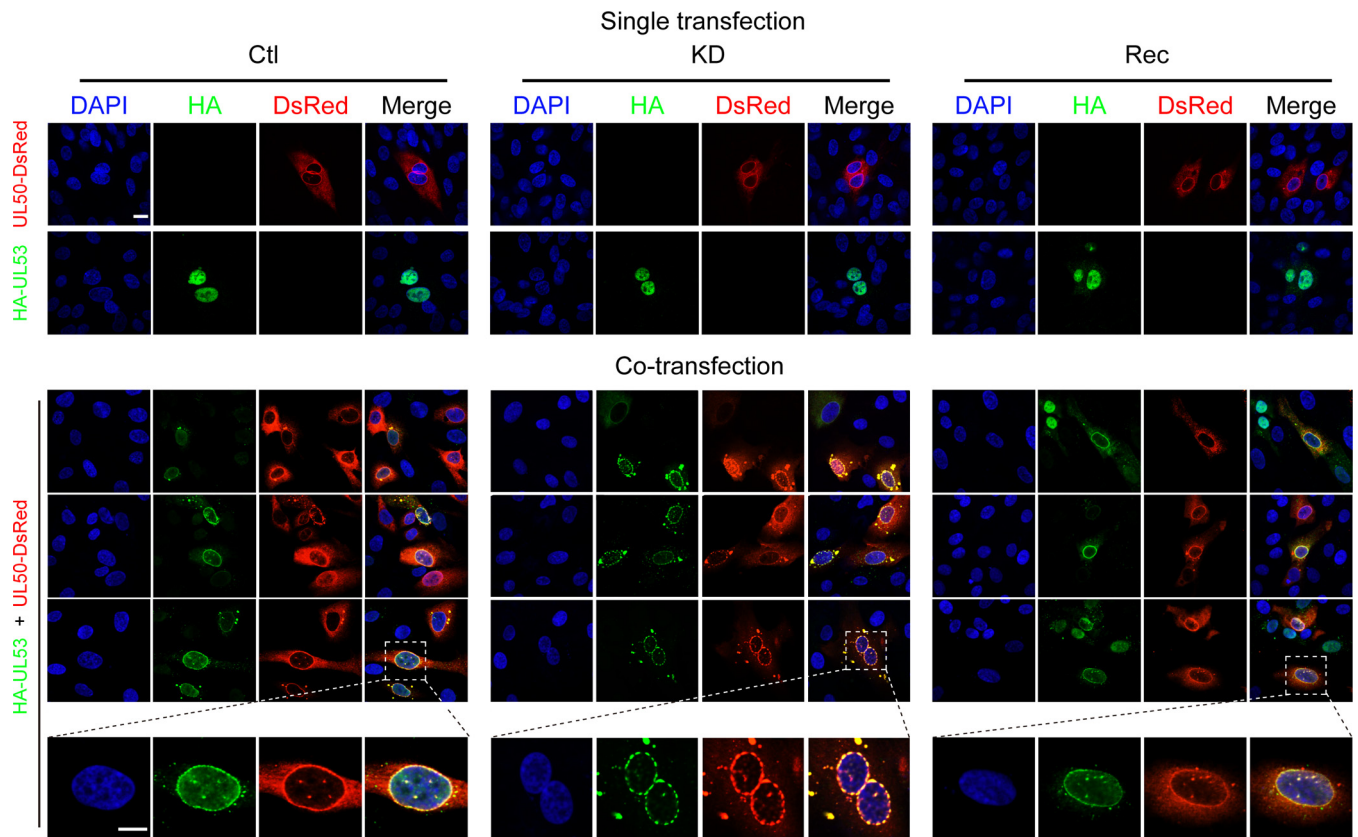 Single transfection
Ctl KD Rec
DAPI HA DsRed Merge DAPI HA DsRed Merge DAPI HA DsRed Merge
UL50-DsRed
HA-UL53
Co-transfection
HA-UL53 + UL50-DsRed